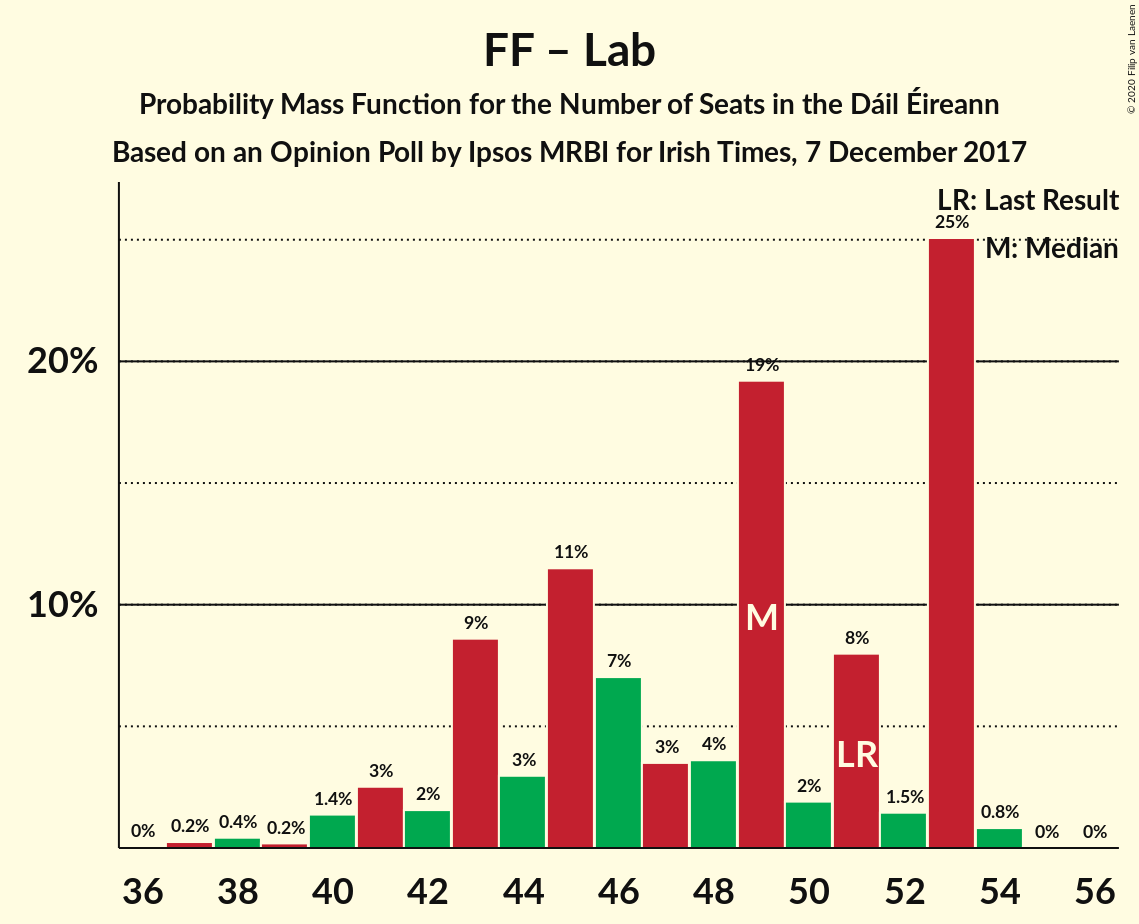 FF – Lab
Probability Mass Function for the Number of Seats in the Dáil Éireann
Based on an Opinion Poll by Ipsos MRBI for Irish Times, 7 December 2017
© 2020 Filip van Laenen
LR: Last Result
M: Median
20%
10%
0%
0.2%
0.4%
0.2%
1.4%
3%
2%
9%
3%
11%
7%
3%
4%
19%
2%
8%
1.5%
25%
0.8%
0%
0%
M
LR
36 38 40 42 44 46 48 50 52 54 56